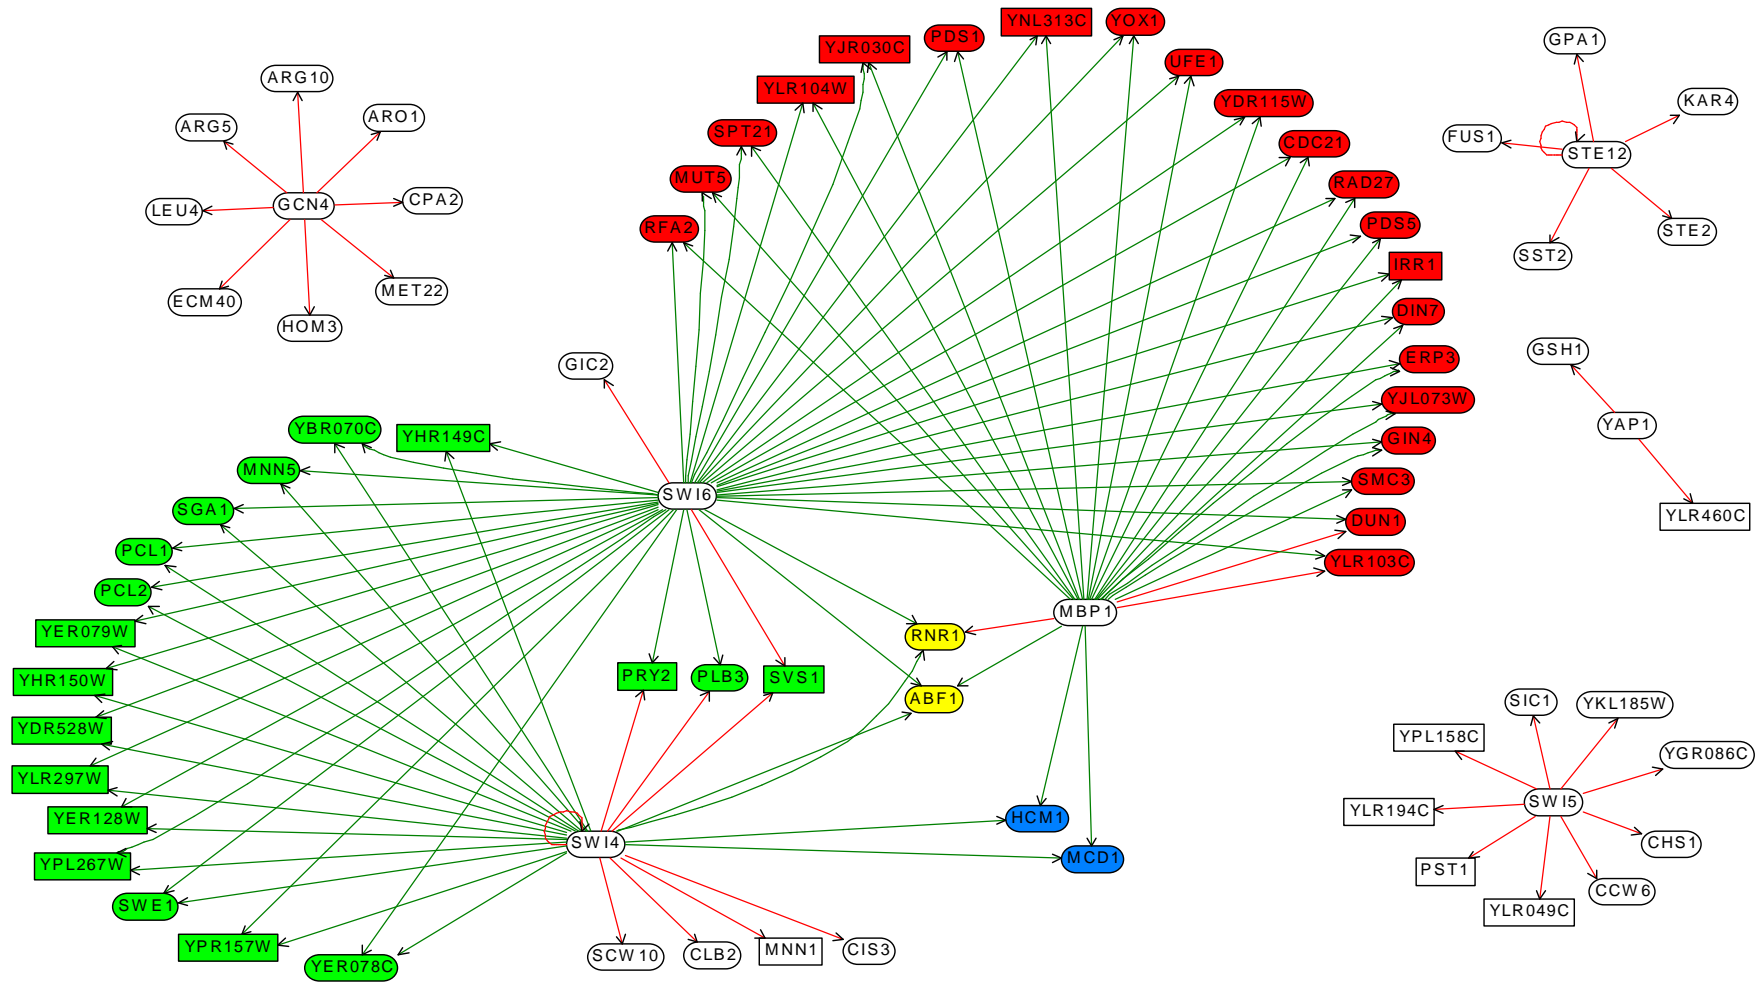 YNL313C
YOX1
PDS1
YJR030C
GPA1
UFE1
ARG10
YLR104W
KAR4
YDR115W
ARO1
ARG5
SPT21
FUS1
CDC21
STE12
MUT5
RAD27
CPA2
GCN4
LEU4
RFA2
PDS5
STE2
SST2
IRR1
MET22
ECM40
DIN7
HOM3
GSH1
ERP3
GIC2
YJL073W
YAP1
YBR070C
YHR149C
GIN4
MNN5
SMC3
SWI6
SGA1
YLR460C
DUN1
PCL1
YLR103C
PCL2
MBP1
YER079W
RNR1
PRY2
PLB3
SVS1
YHR150W
ABF1
SIC1
YKL185W
YDR528W
YPL158C
YGR086C
YLR297W
SWI5
YLR194C
YER128W
HCM1
SWI4
CHS1
MCD1
YPL267W
PST1
CCW6
SWE1
YLR049C
YPR157W
MNN1
CIS3
SCW10
CLB2
YER078C